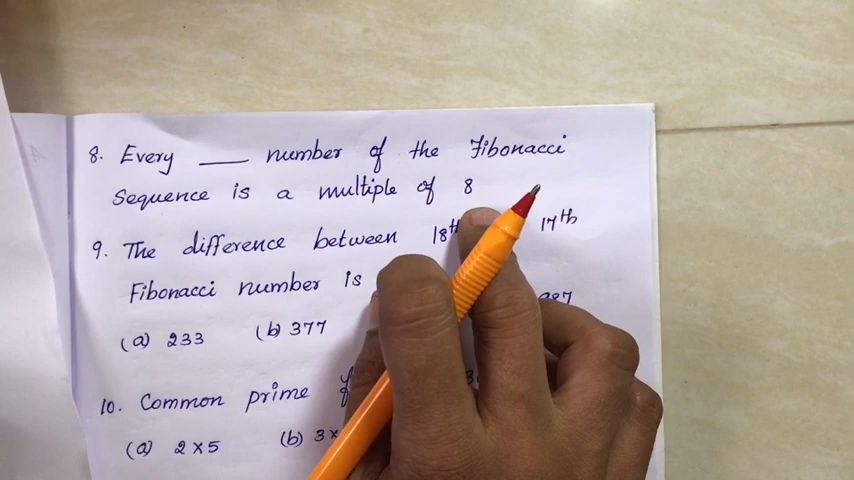 8. Every ___ number of the Fibonacci
Sequence is a multiple of 8
9. The difference between 18th 17th
Fibonacci number is
(a) 233 (b) 377 987
10. Common prime
(a) 2×5 (b) 3×